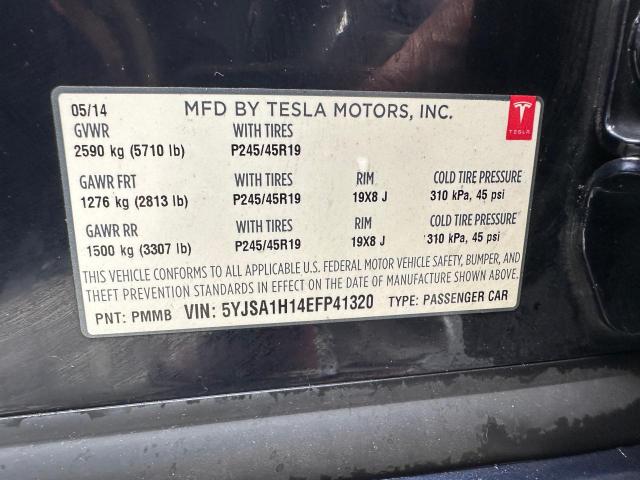 05/14 MFD BY TESLA MOTORS, INC.
GVWR WITH TIRES
2590 kg (5710 lb) P245/45R19
GAWR FRT WITH TIRES RIM COLD TIRE PRESSURE
1276 kg (2813 lb) P245/45R19 19X8 J 310 kPa, 45 psi
GAWR RR WITH TIRES RIM COLD TIRE PRESSURE
1500 kg (3307 lb) P245/45R19 19X8 J 310 kPa, 45 psi
THIS VEHICLE CONFORMS TO ALL APPLICABLE U.S. FEDERAL MOTOR VEHICLE SAFETY, BUMPER, AND
THEFT PREVENTION STANDARDS IN EFFECT ON THE DATE OF MANUFACTURE SHOWN ABOVE.
PNT: PMMB VIN: 5YJSA1H14EFP41320 TYPE: PASSENGER CAR
TESLA